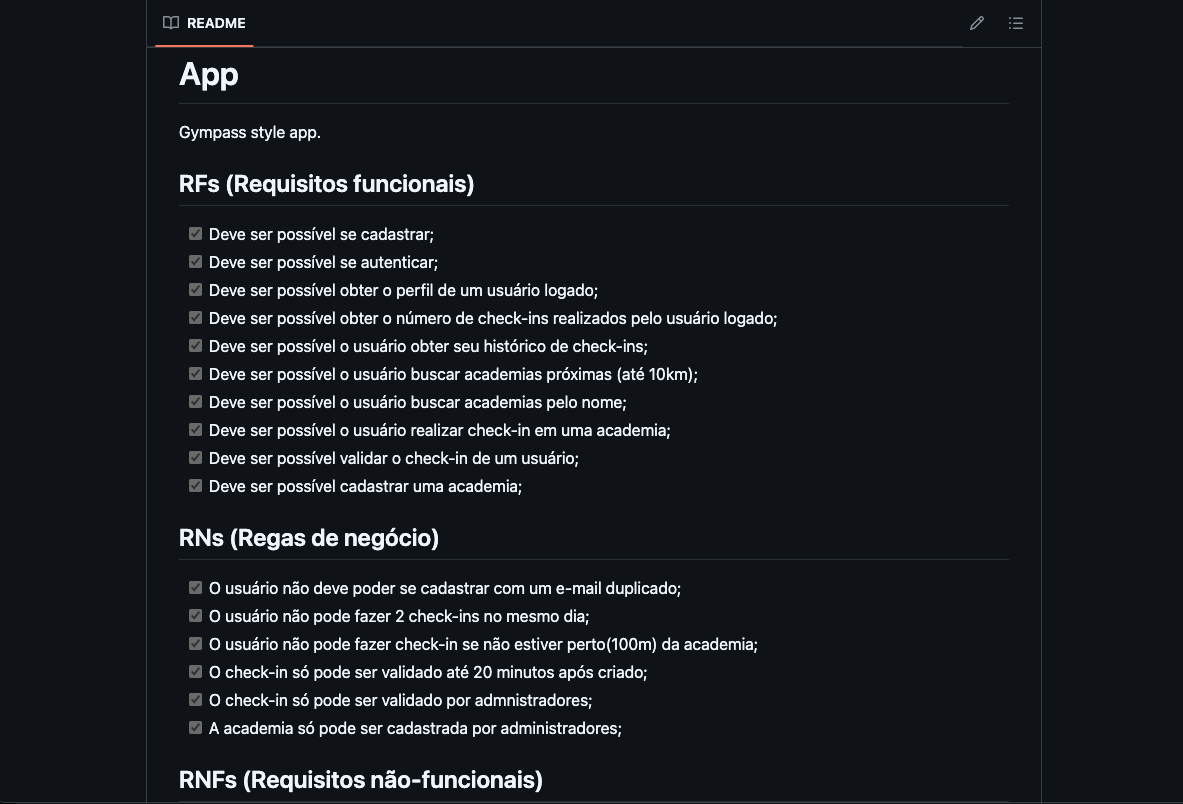 README
App
Gympass style app.
RFs (Requisitos funcionais)
Deve ser possível se cadastrar;
Deve ser possível se autenticar;
Deve ser possível obter o perfil de um usuário logado;
Deve ser possível obter o número de check-ins realizados pelo usuário logado;
Deve ser possível o usuário obter seu histórico de check-ins;
Deve ser possível o usuário buscar academias próximas (até 10km);
Deve ser possível o usuário buscar academias pelo nome;
Deve ser possível o usuário realizar check-in em uma academia;
Deve ser possível validar o check-in de um usuário;
Deve ser possível cadastrar uma academia;
RNs (Regas de negócio)
O usuário não deve poder se cadastrar com um e-mail duplicado;
O usuário não pode fazer 2 check-ins no mesmo dia;
O usuário não pode fazer check-in se não estiver perto(100m) da academia;
O check-in só pode ser validado até 20 minutos após criado;
O check-in só pode ser validado por admnistradores;
A academia só pode ser cadastrada por administradores;
RNFs (Requisitos não-funcionais)